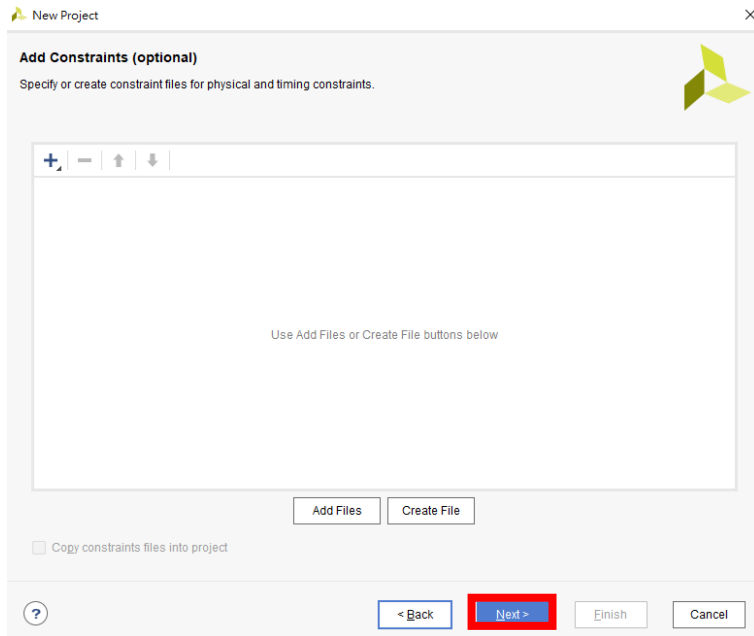 New Project
Add Constraints (optional)
Specify or create constraint files for physical and timing constraints.
Use Add Files or Create File buttons below
Add Files
Create File
Copy constraints files into project
?
< Back
Next >
Finish
Cancel